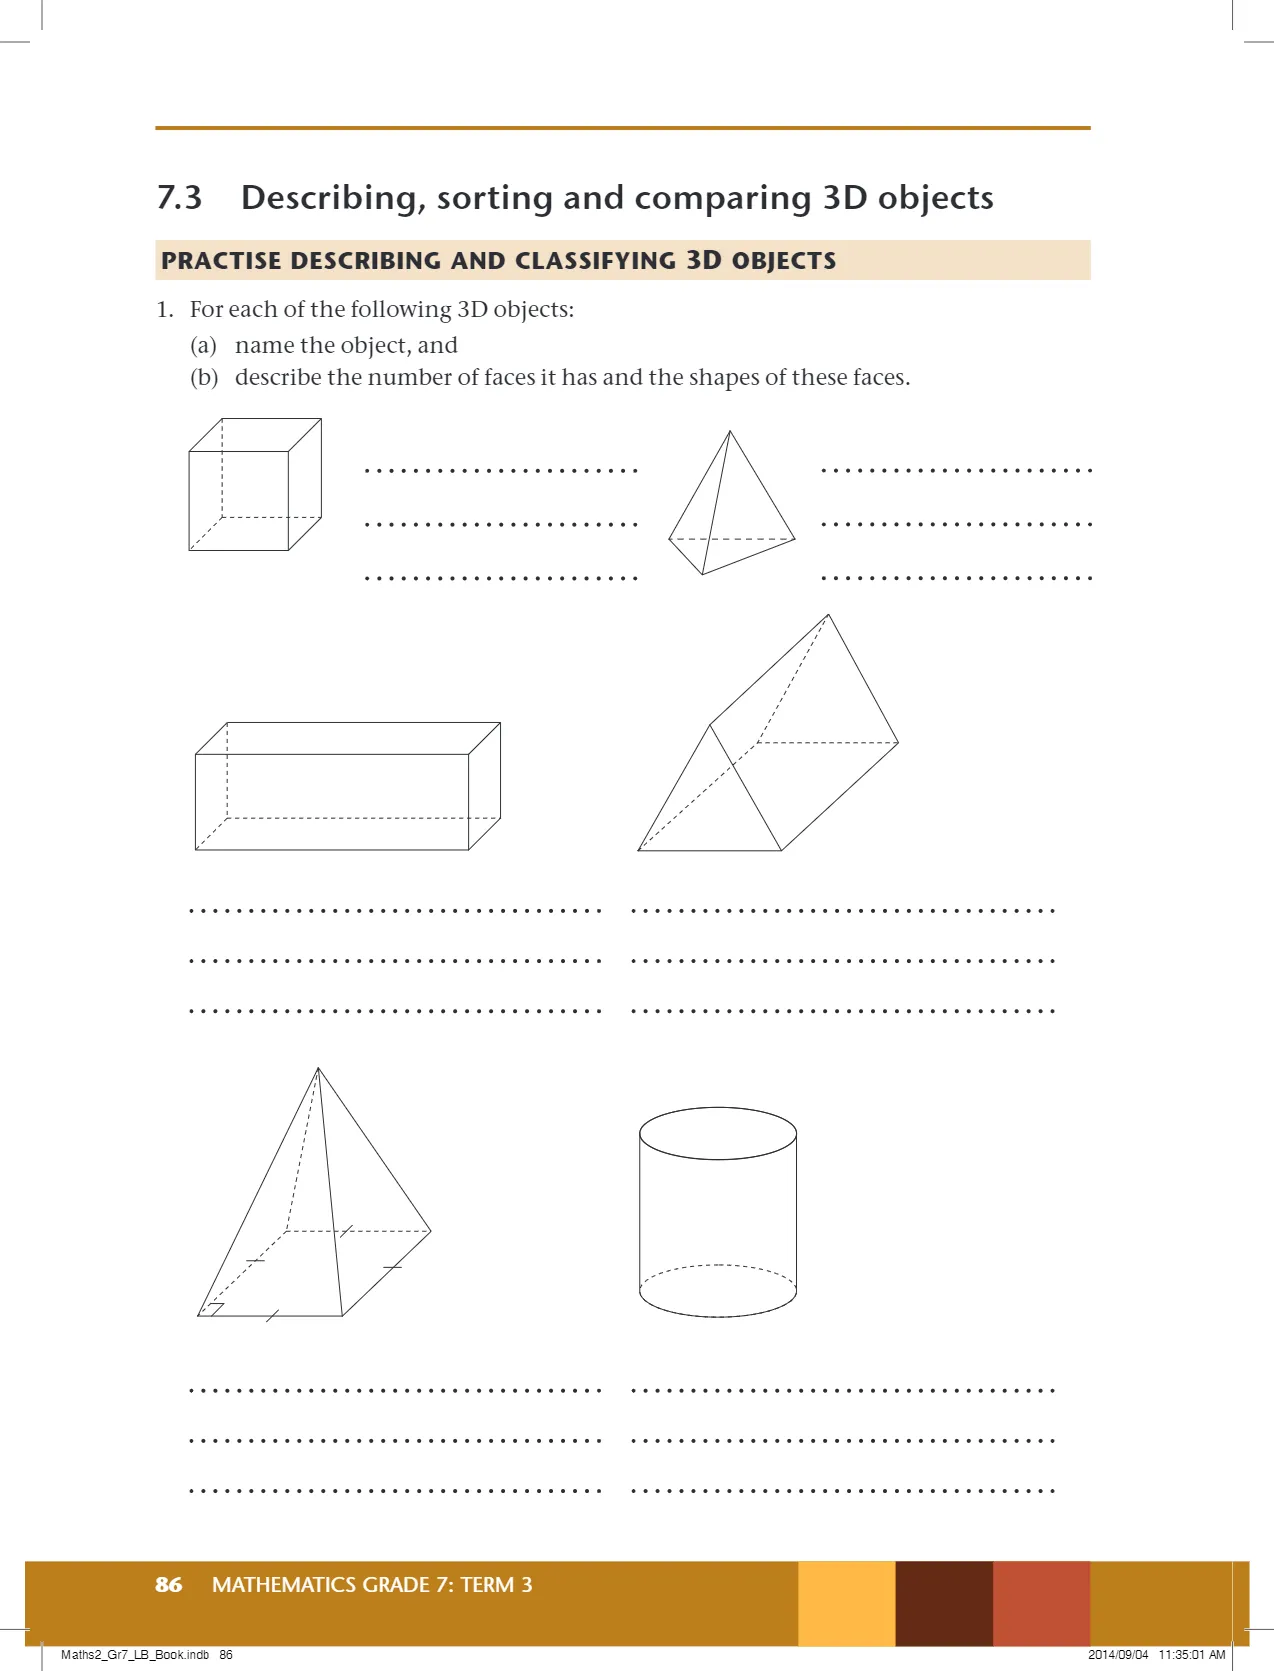 7.3 Describing, sorting and comparing 3D objects
PRACTISE DESCRIBING AND CLASSIFYING 3D OBJECTS
1. For each of the following 3D objects:
(a) name the object, and
(b) describe the number of faces it has and the shapes of these faces.
86 MATHEMATICS GRADE 7: TERM 3
Maths2_Gr7_LB_Book.indb 86
2014/09/04 11:35:01 AM